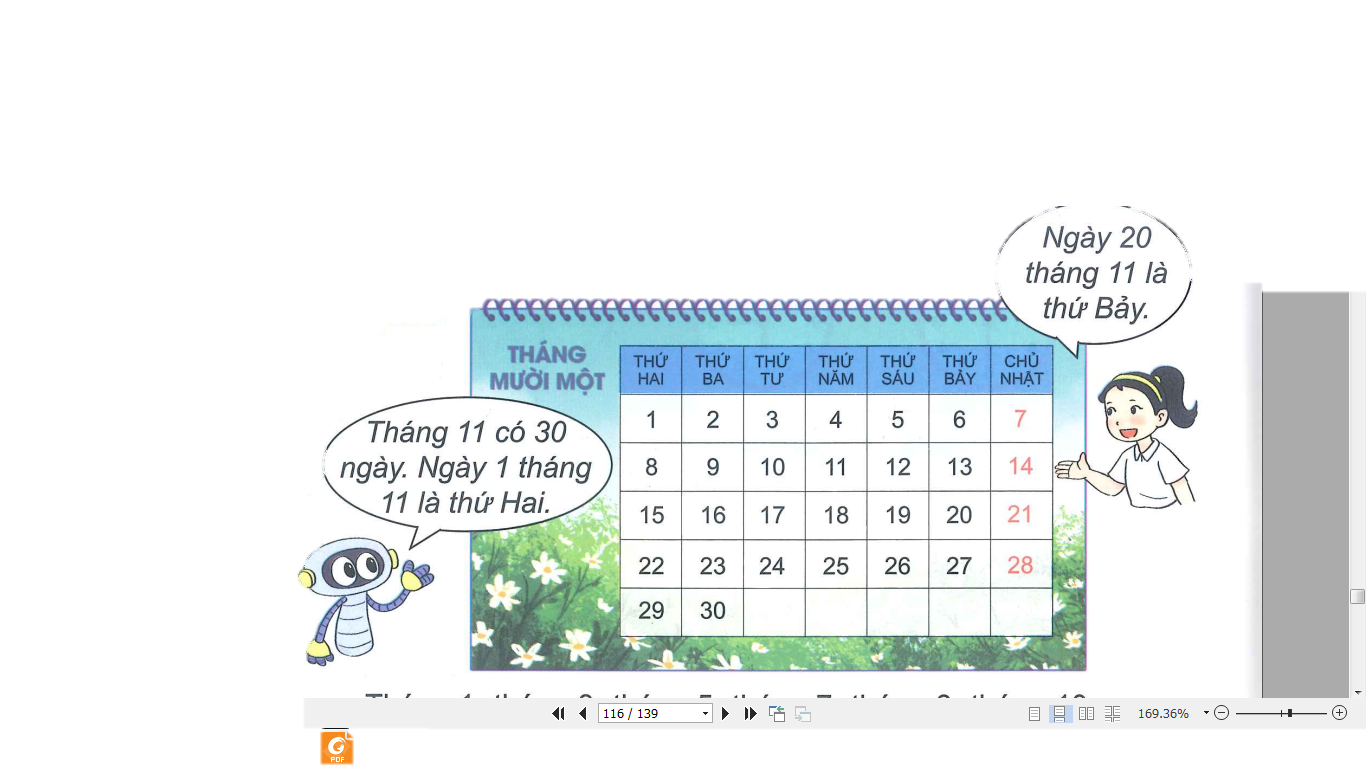 Ngày 20
tháng 11 là
thứ Bảy.
THÁNG
MƯỜI MỘT
THỨ HAI THỨ BA THỨ TƯ THỨ NĂM THỨ SÁU THỨ BẢY CHỦ NHẬT
1 2 3 4 5 6 7
8 9 10 11 12 13 14
15 16 17 18 19 20 21
22 23 24 25 26 27 28
29 30
Tháng 11 có 30
ngày. Ngày 1 tháng
11 là thứ Hai.
116 / 139
169.36%
PDF